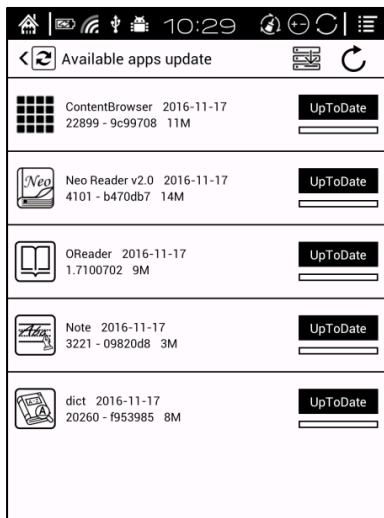 10:29
Available apps update
ContentBrowser 2016-11-17
22899 - 9c99708 11M
UpToDate
Neo
Neo Reader v2.0 2016-11-17
4101 - b470db7 14M
UpToDate
OReader 2016-11-17
1.7100702 9M
UpToDate
Note 2016-11-17
3221 - 09820d8 3M
UpToDate
dict 2016-11-17
20260 - f953985 8M
UpToDate